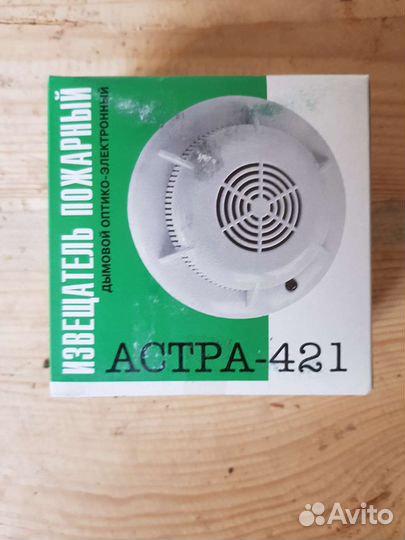 ИЗВЕЩАТЕЛЬ ПОЖАРНЫЙ
ДЫМОВОЙ ОПТИКО-ЭЛЕКТРОННЫЙ
АСТРА-421
Avito